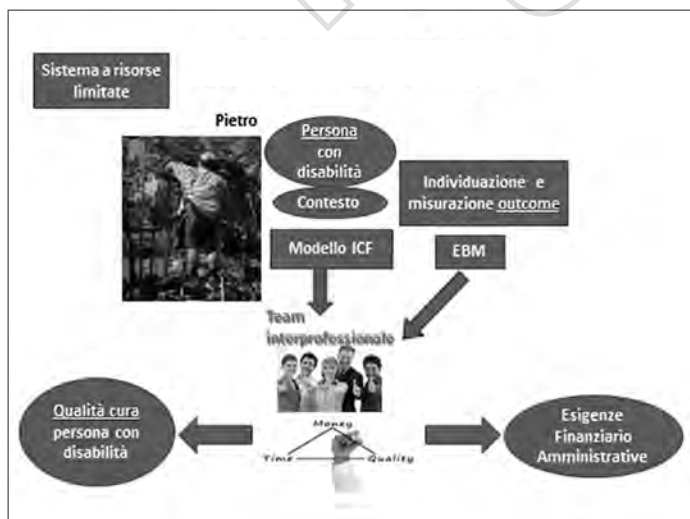 Sistema a risorse
limitate
Pietro
Persona
con
disabilità
Contesto
Individuazione e
misurazione outcome
Modello ICF
EBM
Team
interprofessionale
Money
Time
Quality
Qualità cura
persona con
disabilità
Esigenze
Finanziario
Amministrative